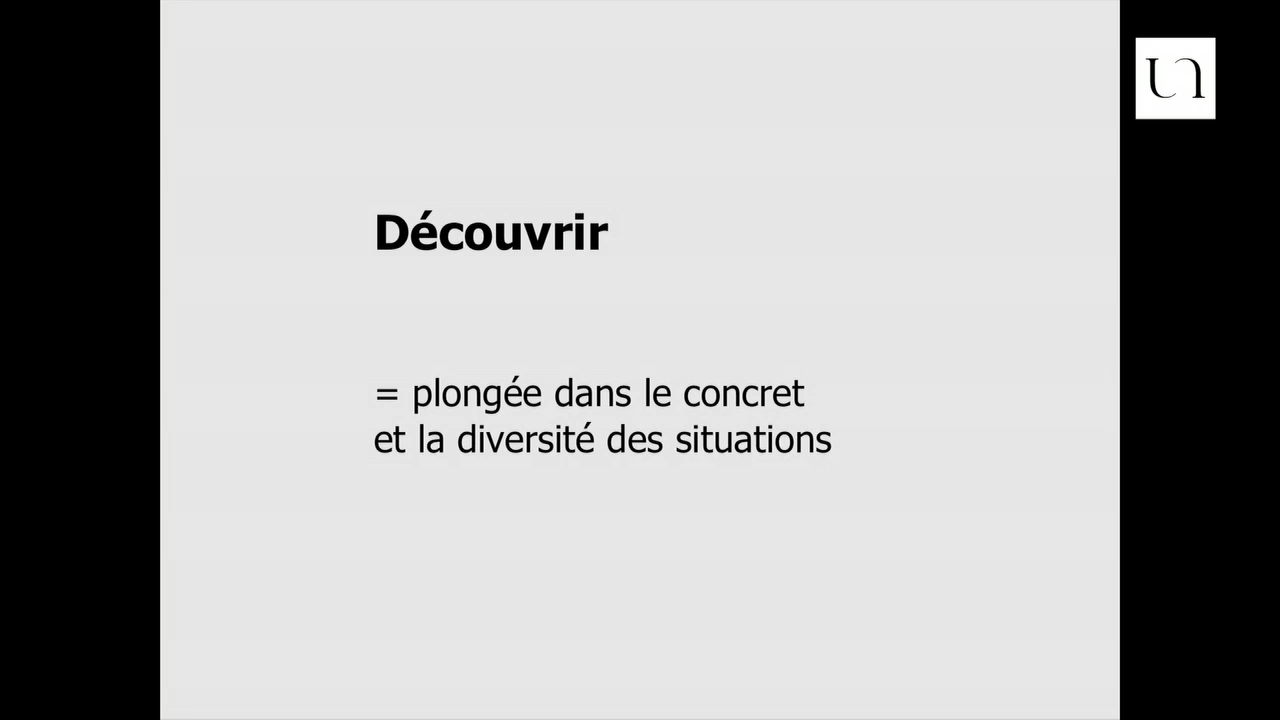 Découvrir
= plongée dans le concret
et la diversité des situations